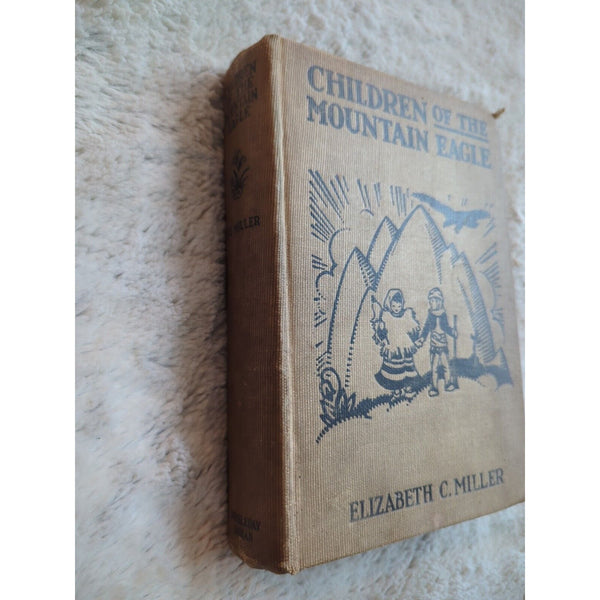 CHILDREN OF THE
MOUNTAIN EAGLE
ELIZABETH C. MILLER
MILLER